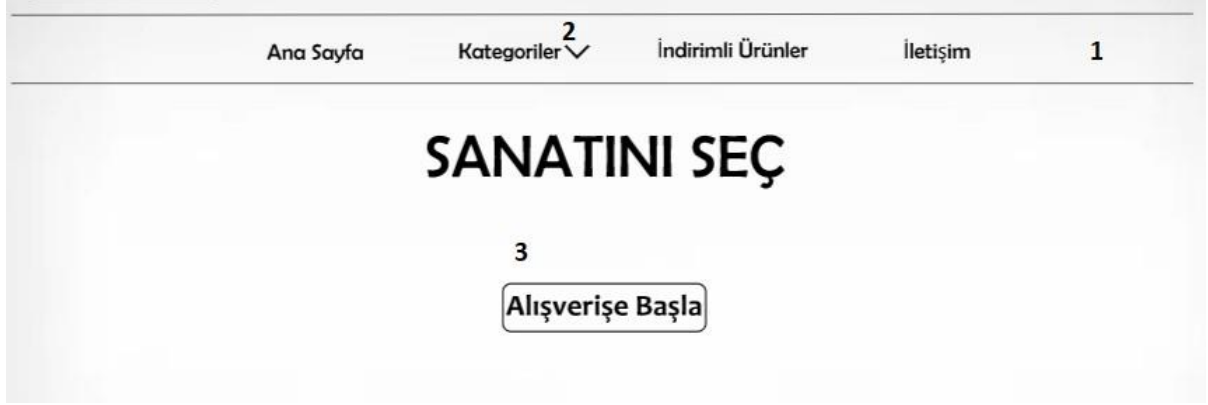 2
Ana Sayfa Kategoriler İndirimli Ürünler İletişim 1
SANATINI SEÇ
3
Alışverişe Başla